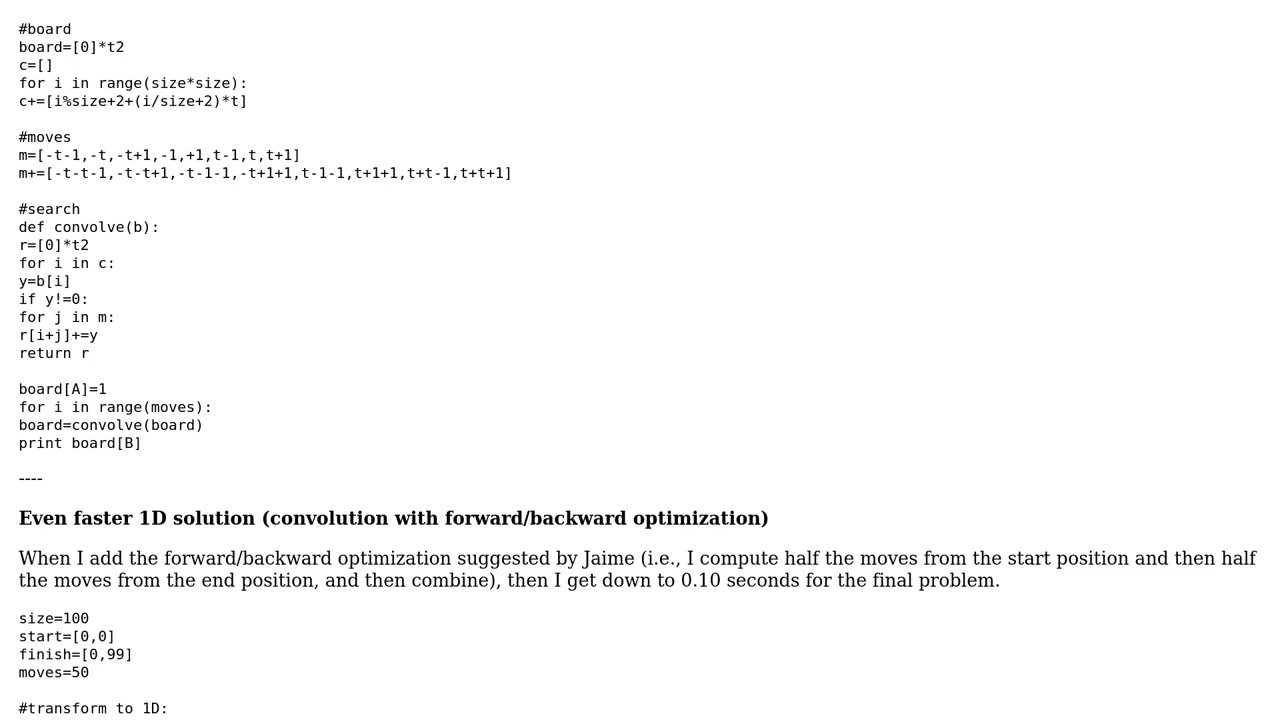 #board
board=[0]*t2
c=[]
for i in range(size*size):
c+=[i%size+2+(i/size+2)*t]
#moves
m=[-t-1,-t,-t+1,-1,+1,t-1,t,t+1]
m+=[-t-t-1,-t-t+1,-t-1-1,-t+1+1,t-1-1,t+1+1,t+t-1,t+t+1]
#search
def convolve(b):
r=[0]*t2
for i in c:
y=b[i]
if y!=0:
for j in m:
r[i+j]+=y
return r
board[A]=1
for i in range(moves):
board=convolve(board)
print board[B]
----
Even faster 1D solution (convolution with forward/backward optimization)
When I add the forward/backward optimization suggested by Jaime (i.e., I compute half the moves from the start position and then half
the moves from the end position, and then combine), then I get down to 0.10 seconds for the final problem.
size=100
start=[0,0]
finish=[0,99]
moves=50
#transform to 1D: